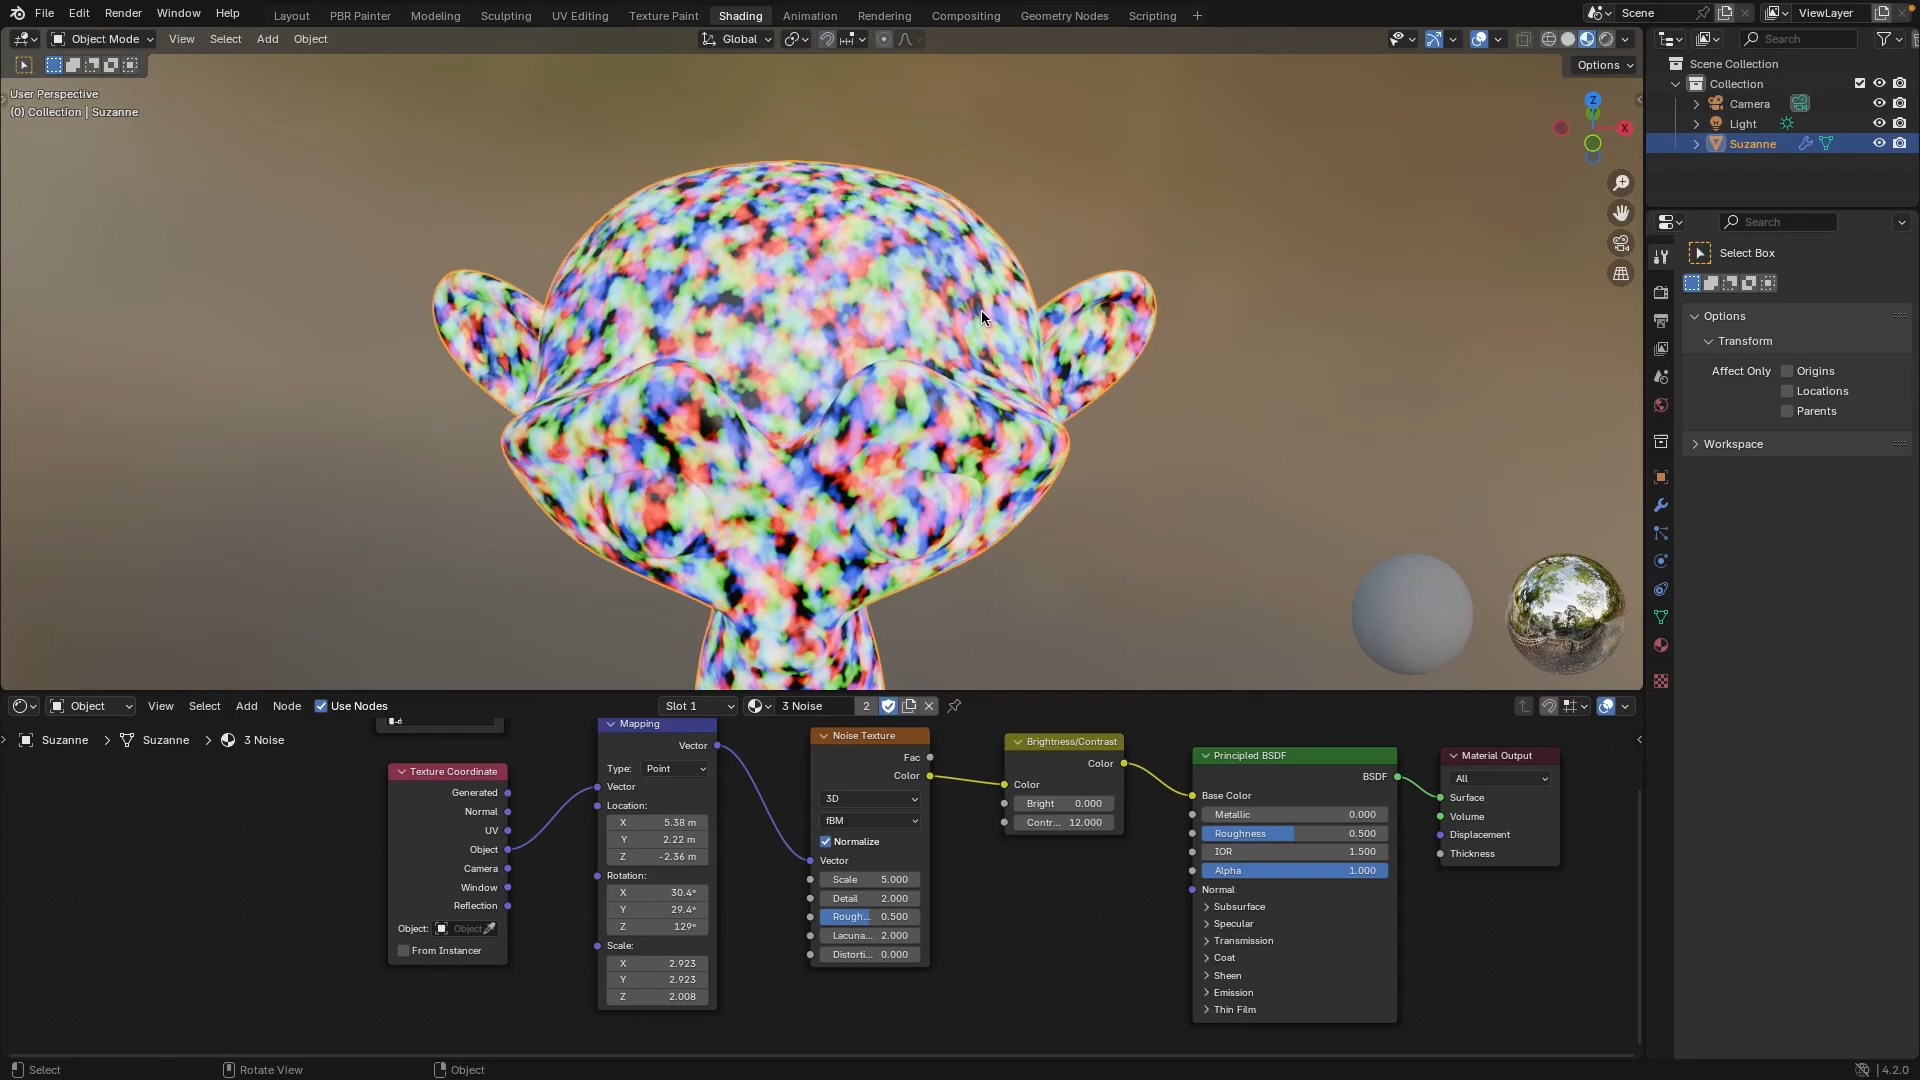 File Edit Render Window Help Layout PBR Painter Modeling Sculpting UV Editing Texture Paint Shading Animation Rendering Compositing Geometry Nodes Scripting + Scene ViewLayer
Object Mode View Select Add Object Global Search
Options
User Perspective
(0) Collection | Suzanne
Z
Y
X
Scene Collection
Collection
Camera
Light
Suzanne
Search
Select Box
Options
Transform
Affect Only Origins
Locations
Parents
Workspace
Object View Select Add Node Use Nodes Slot 1 3 Noise 2
Suzanne > Suzanne > 3 Noise
Texture Coordinate
Generated
Normal
UV
Object
Camera
Window
Reflection
Object: Object
From Instancer
Mapping
Vector
Type: Point
Vector
Location:
X 5.38 m
Y 2.22 m
Z -2.36 m
Rotation:
X 30.4°
Y 29.4°
Z 129°
Scale:
X 2.923
Y 2.923
Z 2.008
Noise Texture
Fac
Color
3D
fBM
Normalize
Vector
Scale 5.000
Detail 2.000
Rough... 0.500
Lacuna... 2.000
Distorti... 0.000
Brightness/Contrast
Color
Color
Bright 0.000
Contr... 12.000
Principled BSDF
BSDF
Base Color
Metallic 0.000
Roughness 0.500
IOR 1.500
Alpha 1.000
Normal
Subsurface
Specular
Transmission
Coat
Sheen
Emission
Thin Film
Material Output
All
Surface
Volume
Displacement
Thickness
Select Rotate View Object 4.2.0